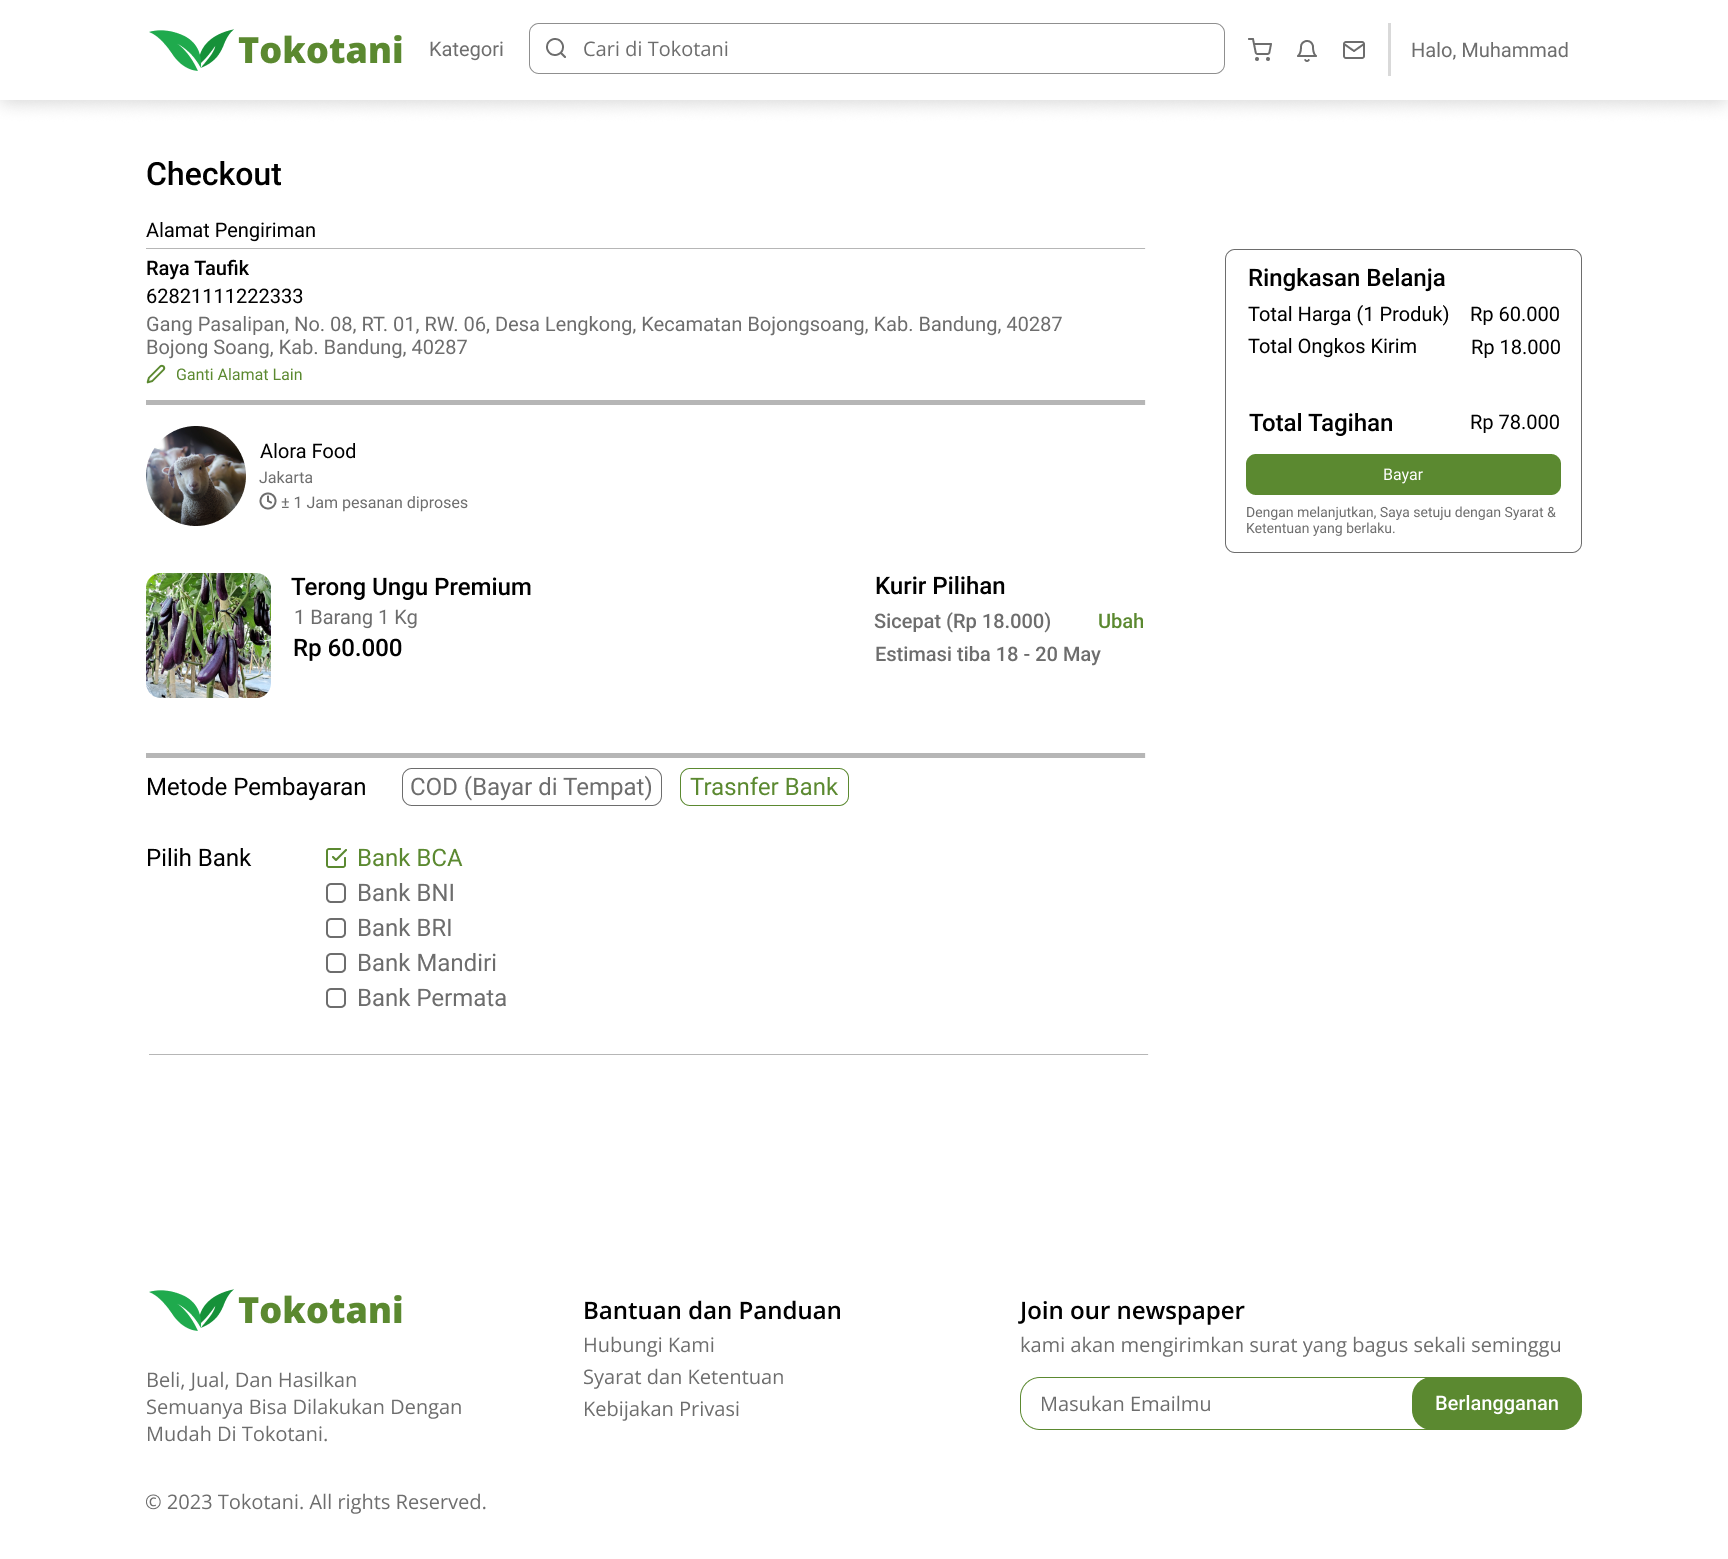 Tokotani
Kategori
Cari di Tokotani
Halo, Muhammad
Checkout
Alamat Pengiriman
Raya Taufik
62821111222333
Gang Pasalipan, No. 08, RT. 01, RW. 06, Desa Lengkong, Kecamatan Bojongsoang, Kab. Bandung, 40287
Bojong Soang, Kab. Bandung, 40287
Ganti Alamat Lain
Alora Food
Jakarta
± 1 Jam pesanan diproses
Terong Ungu Premium
1 Barang 1 Kg
Rp 60.000
Kurir Pilihan
Sicepat (Rp 18.000) Ubah
Estimasi tiba 18 - 20 May
Ringkasan Belanja
Total Harga (1 Produk) Rp 60.000
Total Ongkos Kirim Rp 18.000
Total Tagihan Rp 78.000
Bayar
Dengan melanjutkan, Saya setuju dengan Syarat &
Ketentuan yang berlaku.
Metode Pembayaran COD (Bayar di Tempat) Trasnfer Bank
Pilih Bank
Bank BCA
Bank BNI
Bank BRI
Bank Mandiri
Bank Permata
Tokotani
Beli, Jual, Dan Hasilkan
Semuanya Bisa Dilakukan Dengan
Mudah Di Tokotani.
Bantuan dan Panduan
Hubungi Kami
Syarat dan Ketentuan
Kebijakan Privasi
Join our newspaper
kami akan mengirimkan surat yang bagus sekali seminggu
Masukan Emailmu
Berlangganan
© 2023 Tokotani. All rights Reserved.